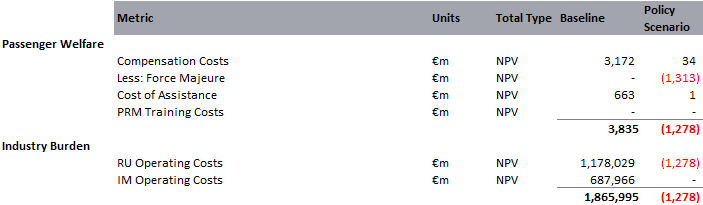 Metric Units Total Type Baseline Policy Scenario
Passenger Welfare
Compensation Costs €m NPV 3,172 34
Less: Force Majeure €m NPV - (1,313)
Cost of Assistance €m NPV 663 1
PRM Training Costs €m NPV - -
3,835 (1,278)
Industry Burden
RU Operating Costs €m NPV 1,178,029 (1,278)
IM Operating Costs €m NPV 687,966 -
1,865,995 (1,278)